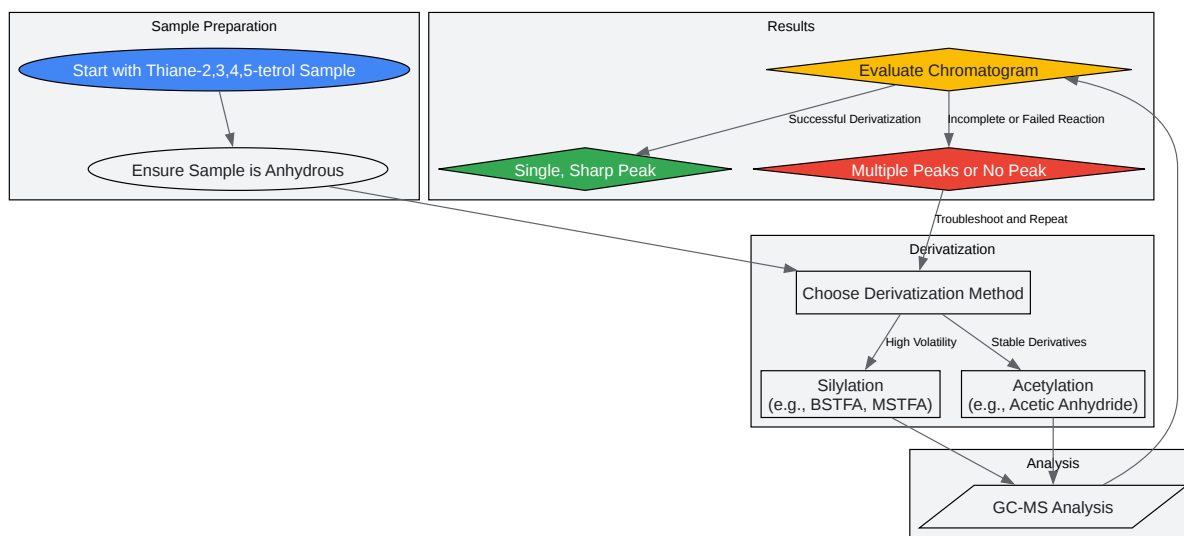 Sample Preparation
Start with Thiane-2,3,4,5-tetrol Sample
Ensure Sample is Anhydrous
Results
Evaluate Chromatogram
Successful Derivatization
Incomplete or Failed Reaction
Single, Sharp Peak
Multiple Peaks or No Peak
Troubleshoot and Repeat
Derivatization
Choose Derivatization Method
High Volatility
Stable Derivatives
Silylation
(e.g., BSTFA, MSTFA)
Acetylation
(e.g., Acetic Anhydride)
Analysis
GC-MS Analysis